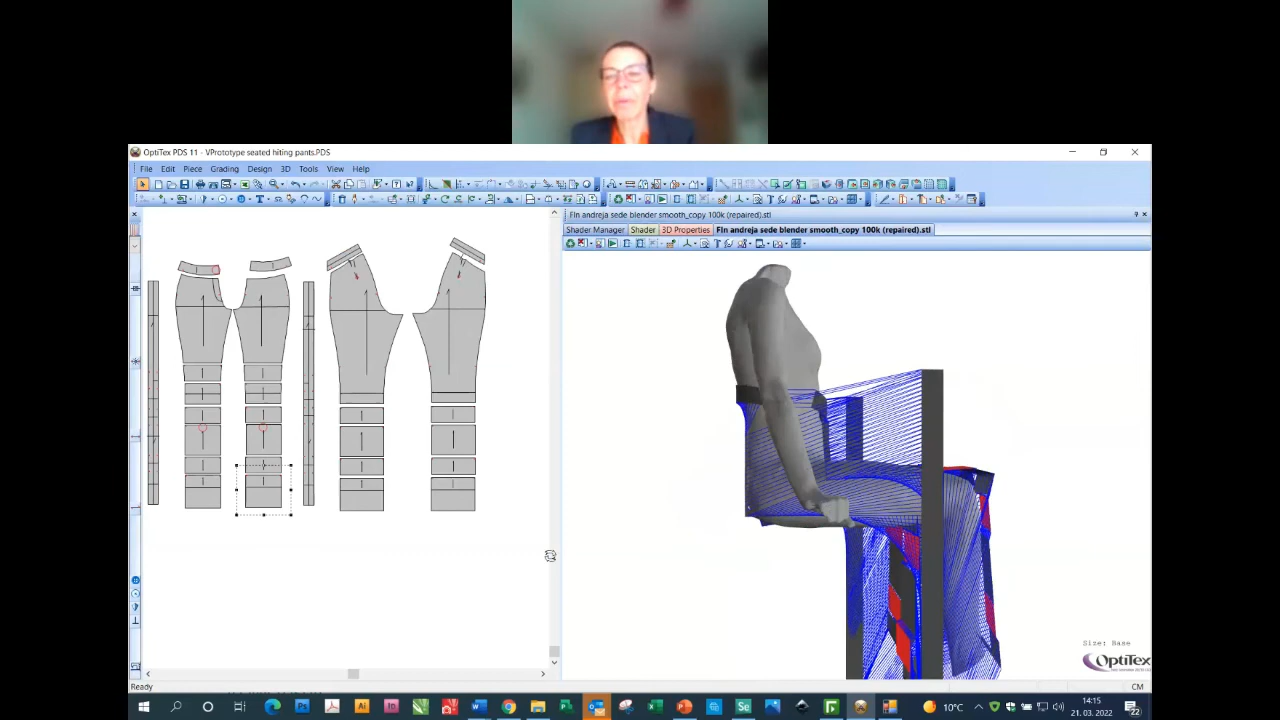 OptiTex PDS 11 - VPrototype seated hiting pants.PDS
File Edit Piece Grading Design 3D Tools View Help
Fin andreja sede blender smooth_copy 100k (repaired).stl
Shader Manager Shader 3D Properties Fin andreja sede blender smooth_copy 100k (repaired).stl
Size: Base
OptiTex
Ready CM
10°C 14:15
21. 03. 2022 22